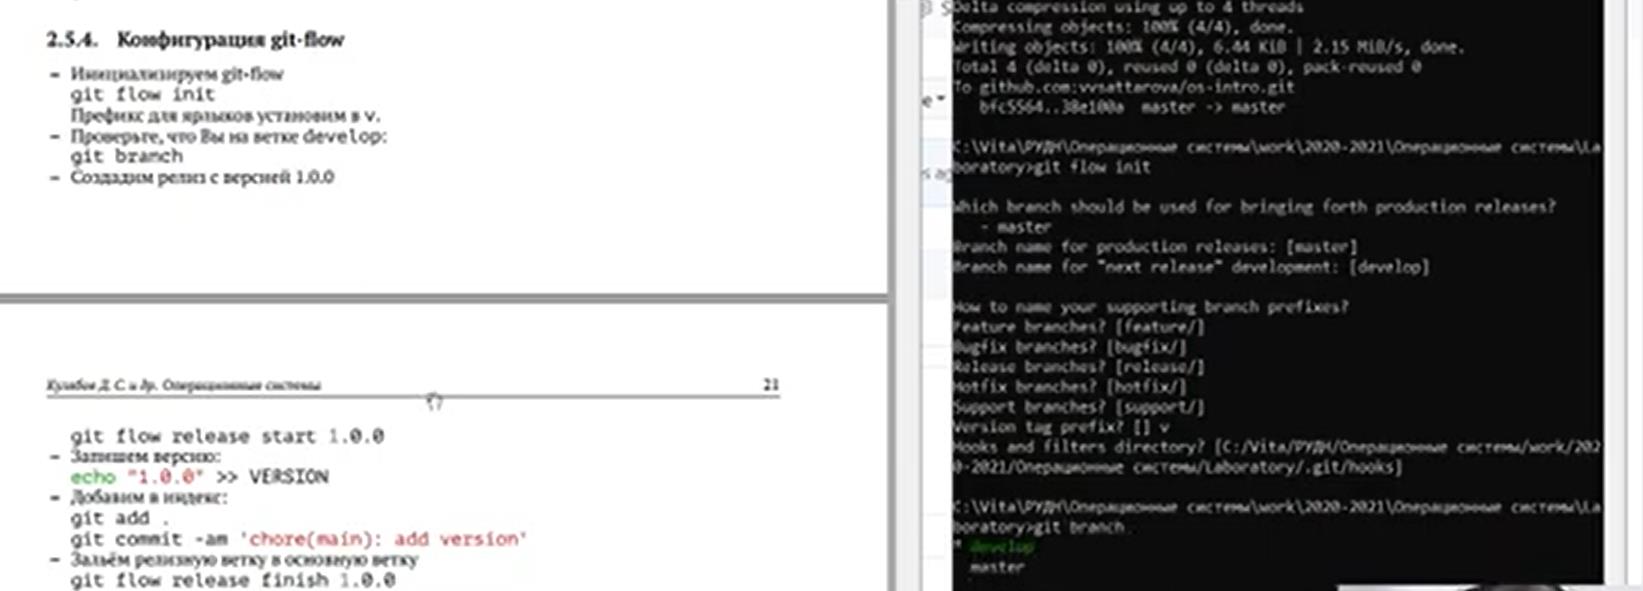 2.5.4. Конфигурация git-flow
– Инициализируем git-flow
git flow init
Префикс для ярлыков установим в v.
– Проверьте, что Вы на ветке develop:
git branch
– Создадим релиз с версией 1.0.0
Кулябов Д. С. и др. Операционные системы 21
git flow release start 1.0.0
– Запишем версию:
echo "1.0.0" >> VERSION
– Добавим в индекс:
git add .
git commit -am 'chore(main): add version'
– Зальём релизную ветку в основную ветку
git flow release finish 1.0.0
Delta compression using up to 4 threads
Compressing objects: 100% (4/4), done.
Writing objects: 100% (4/4), 6.44 KiB | 2.15 MiB/s, done.
Total 4 (delta 0), reused 0 (delta 0), pack-reused 0
To github.com:vvsattarova/os-intro.git
bfc5564..38e100a master -> master
C:\Vita\РУДН\Операционные системы\work\2020-2021\Операционные системы\La
boratory>git flow init
Which branch should be used for bringing forth production releases?
- master
Branch name for production releases: [master]
Branch name for "next release" development: [develop]
How to name your supporting branch prefixes?
Feature branches? [feature/]
Bugfix branches? [bugfix/]
Release branches? [release/]
Hotfix branches? [hotfix/]
Support branches? [support/]
Version tag prefix? [] v
Hooks and filters directory? [C:/Vita/РУДН/Операционные системы/work/202
0-2021/Операционные системы/Laboratory/.git/hooks]
C:\Vita\РУДН\Операционные системы\work\2020-2021\Операционные системы\La
boratory>git branch
* develop
master